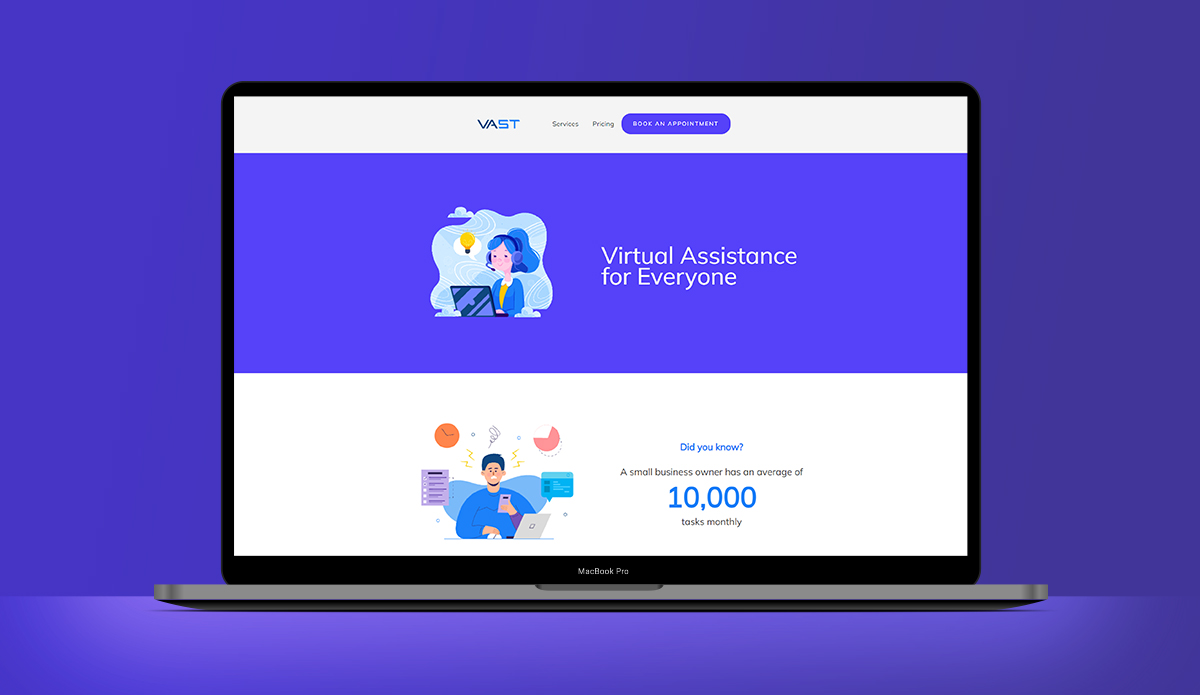 VAST
Services
Pricing
BOOK AN APPOINTMENT
Virtual Assistance
for Everyone
Did you know?
A small business owner has an average of
10,000
tasks monthly
MacBook Pro